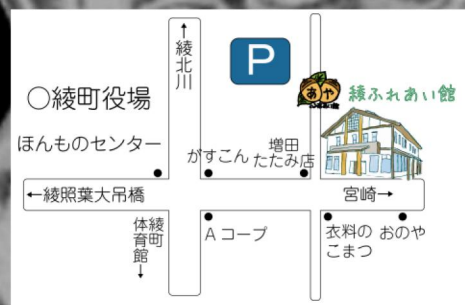 ↑綾北川
P
あや
綾ふれあい館
○綾町役場
ほんものセンター
がすこん
増田
たたみ店
←綾照葉大吊橋
宮崎→
綾町
体育館→
Aコープ
衣料の
こまつ
おのや